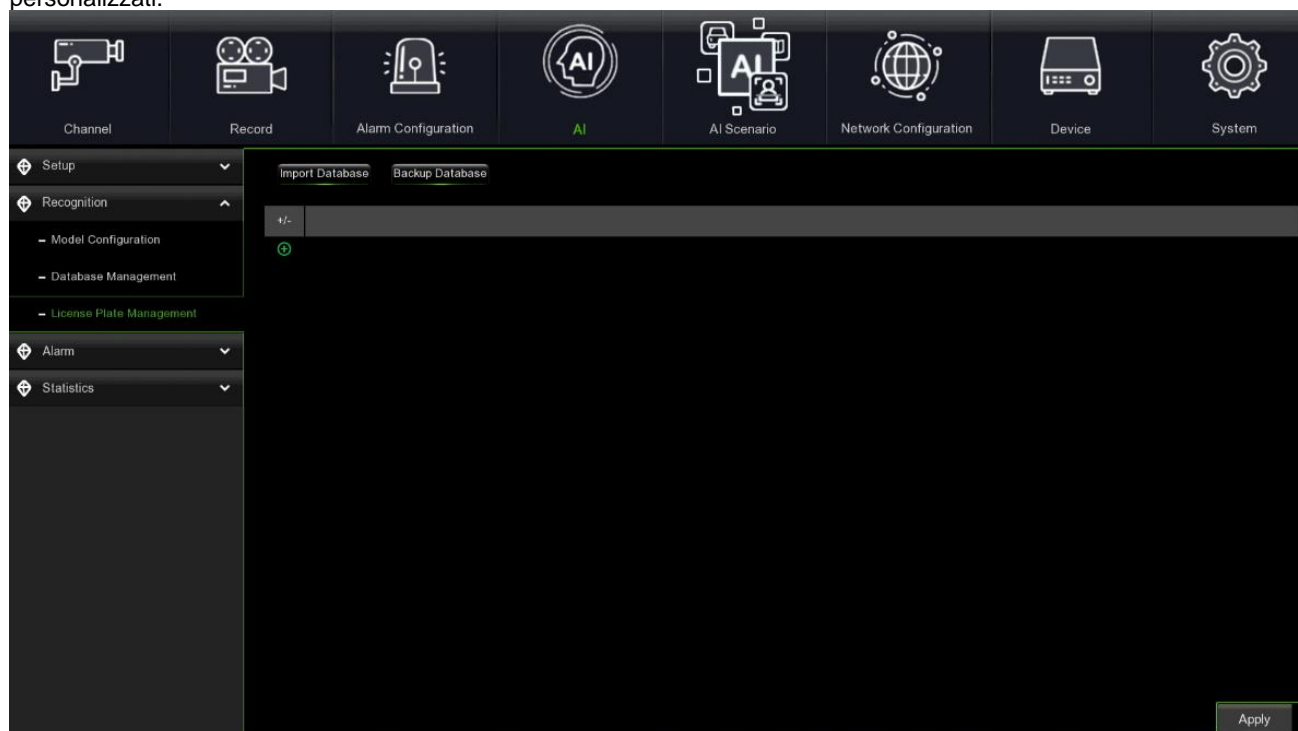 personalizzati.
Channel Record Alarm Configuration AI AI Scenario Network Configuration Device System
Setup
Import Database Backup Database
Recognition
+/-
Model Configuration
Database Management
License Plate Management
Alarm
Statistics
Apply